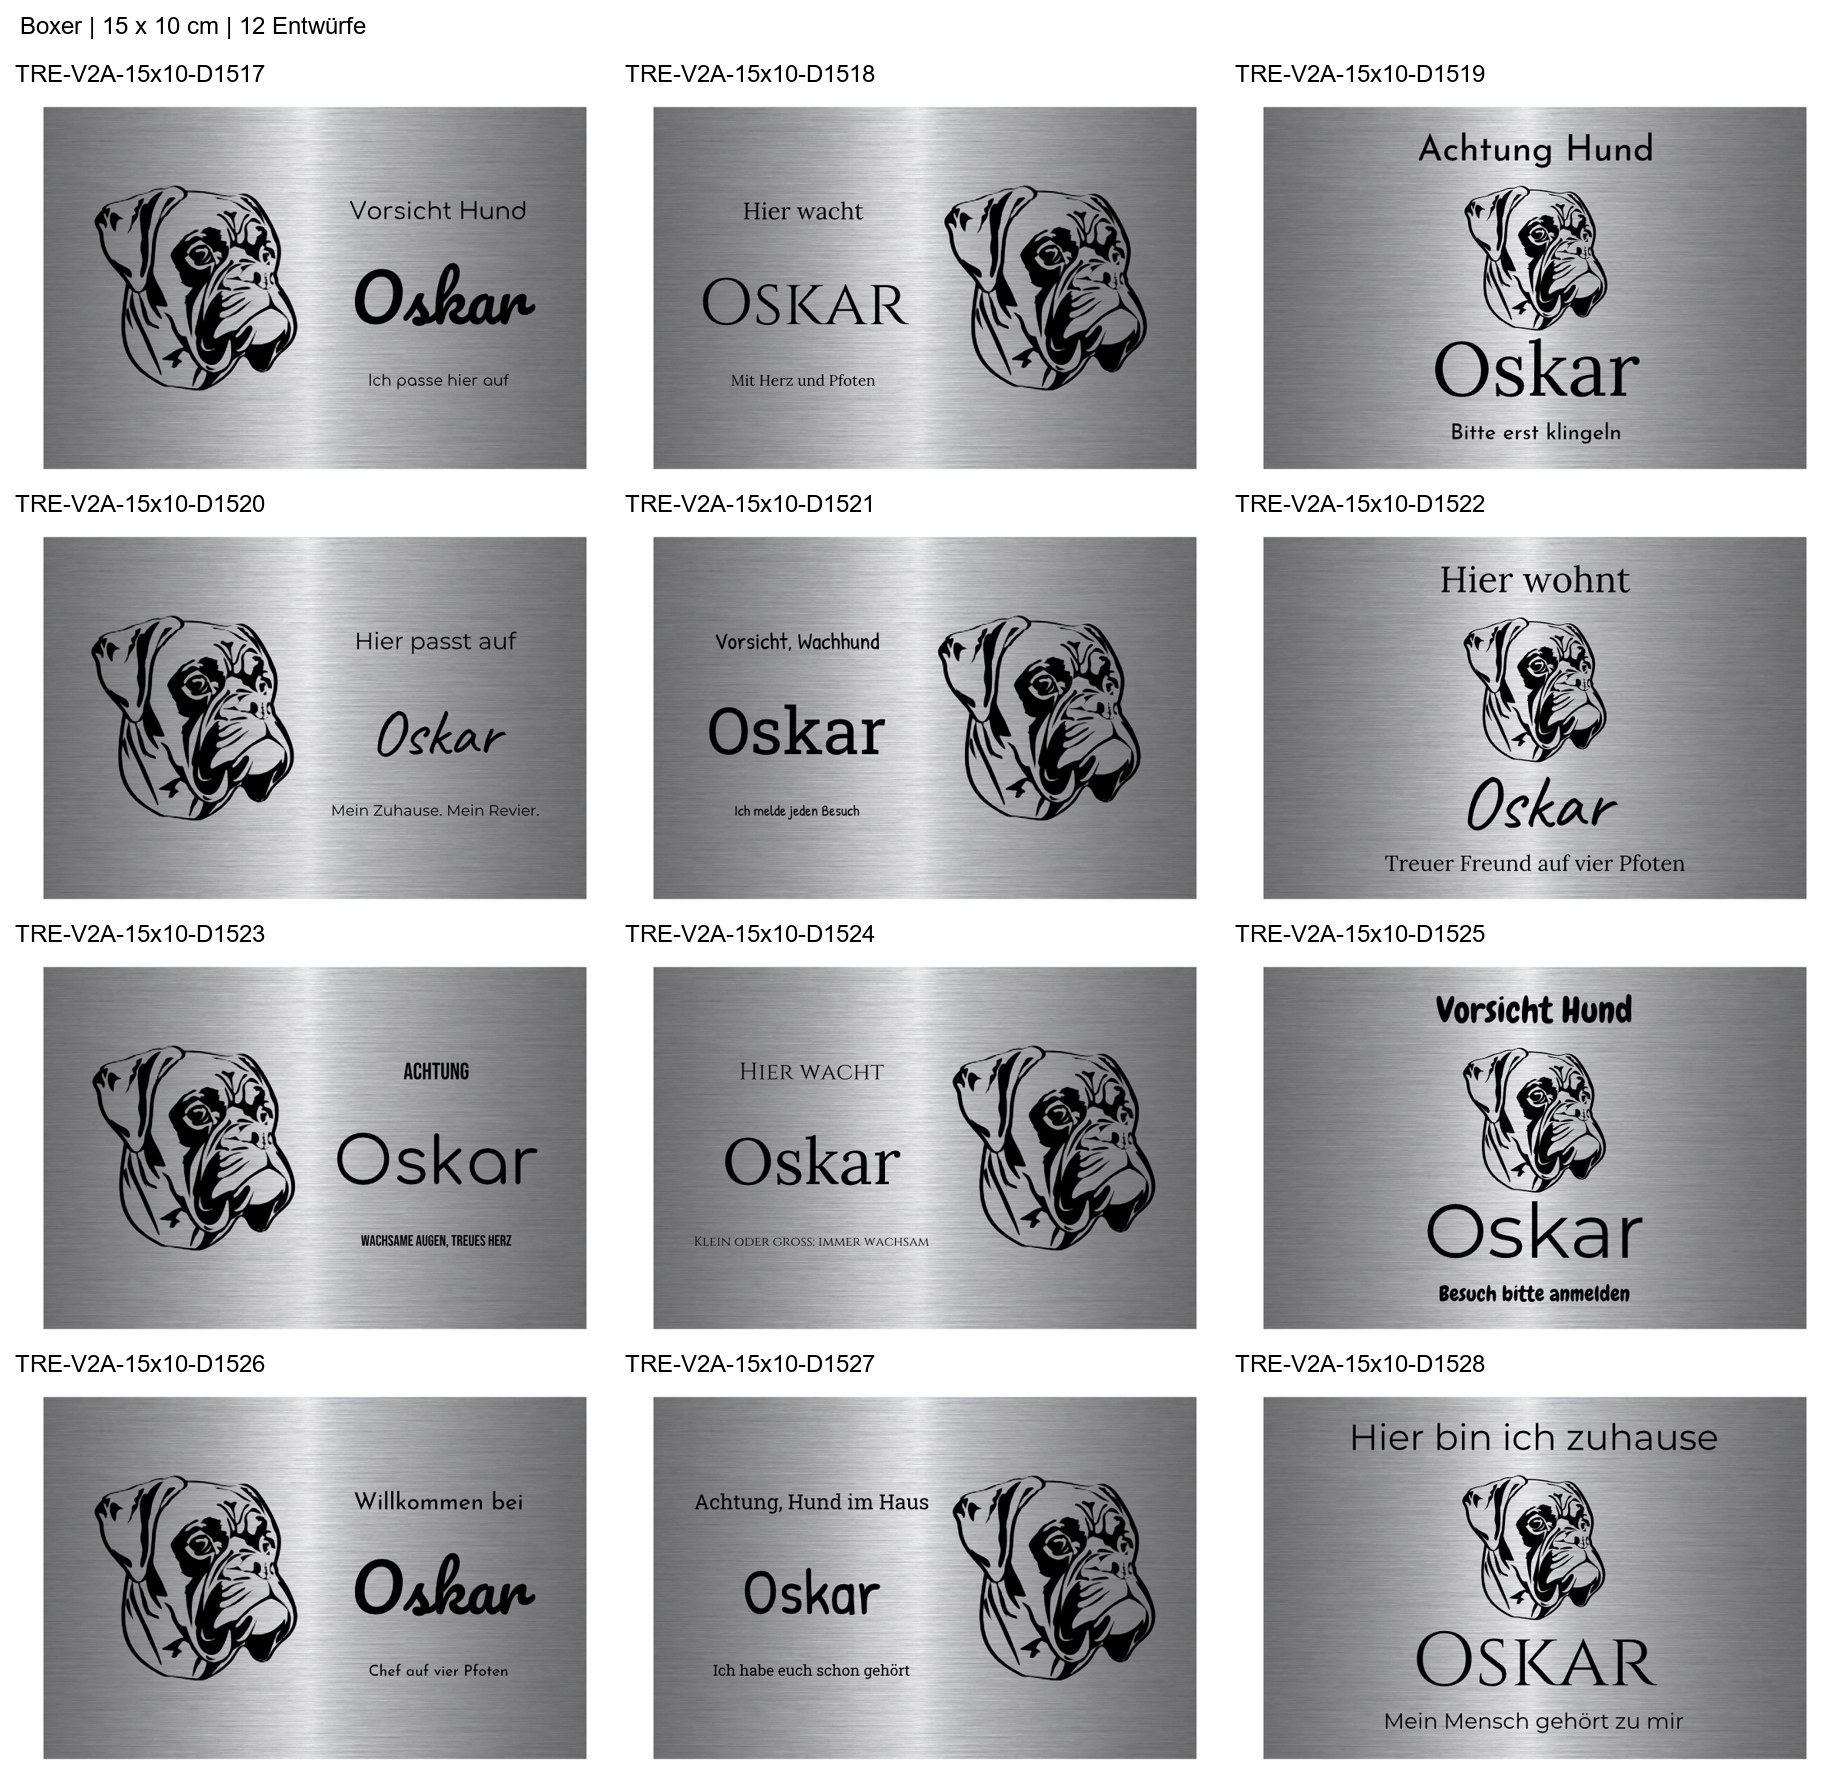 Boxer | 15 x 10 cm | 12 Entwürfe
TRE-V2A-15x10-D1517
Vorsicht Hund
Oskar
Ich passe hier auf
TRE-V2A-15x10-D1518
Hier wacht
OSKAR
Mit Herz und Pfoten
TRE-V2A-15x10-D1519
Achtung Hund
Oskar
Bitte erst klingeln
TRE-V2A-15x10-D1520
Hier passt auf
Oskar
Mein Zuhause. Mein Revier.
TRE-V2A-15x10-D1521
Vorsicht, Wachhund
Oskar
Ich melde jeden Besuch
TRE-V2A-15x10-D1522
Hier wohnt
Oskar
Treuer Freund auf vier Pfoten
TRE-V2A-15x10-D1523
ACHTUNG
Oskar
WACHSAME AUGEN, TREUES HERZ
TRE-V2A-15x10-D1524
HIER WACHT
Oskar
KLEIN ODER GROSS: IMMER WACHSAM
TRE-V2A-15x10-D1525
Vorsicht Hund
Oskar
Besuch bitte anmelden
TRE-V2A-15x10-D1526
Willkommen bei
Oskar
Chef auf vier Pfoten
TRE-V2A-15x10-D1527
Achtung, Hund im Haus
Oskar
Ich habe euch schon gehört
TRE-V2A-15x10-D1528
Hier bin ich zuhause
OSKAR
Mein Mensch gehört zu mir